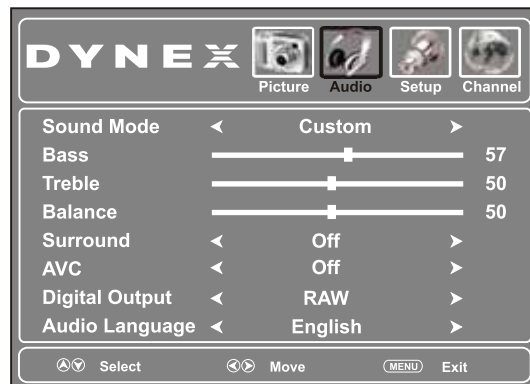 DYNEX
Picture Audio Setup Channel
Sound Mode Custom
Bass 57
Treble 50
Balance 50
Surround Off
AVC Off
Digital Output RAW
Audio Language English
Select Move MENU Exit